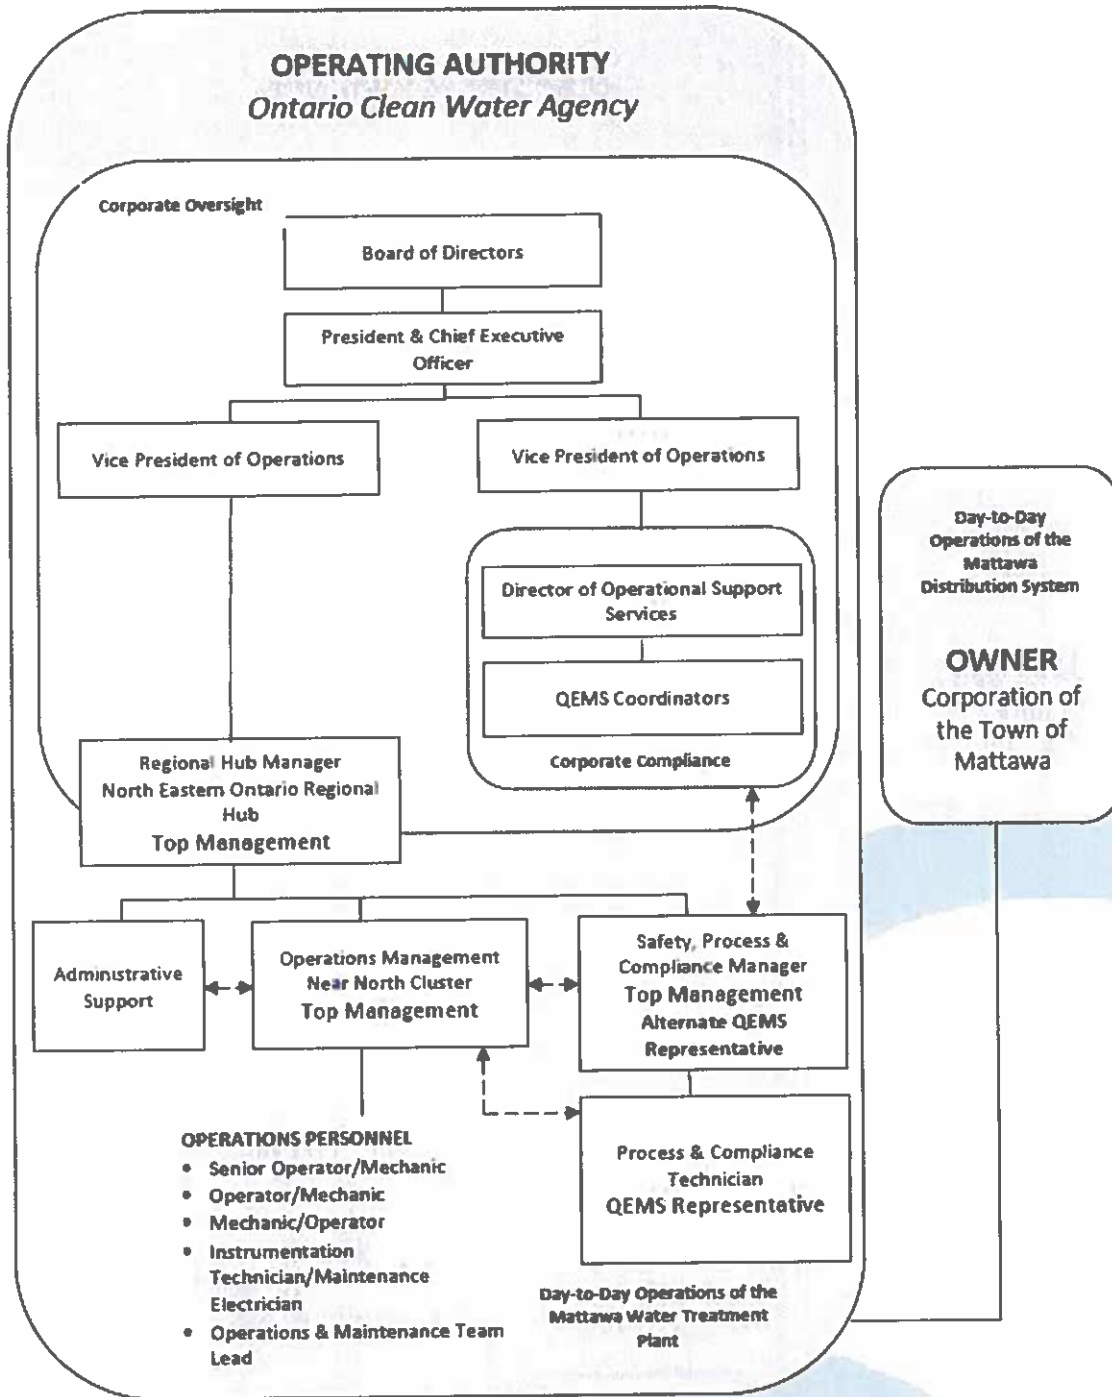 OPERATING AUTHORITY
Ontario Clean Water Agency
Corporate Oversight
Board of Directors
President & Chief Executive
Officer
Vice President of Operations
Vice President of Operations
Director of Operational Support
Services
QEMS Coordinators
Corporate Compliance
Day-to-Day
Operations of the
Mattawa
Distribution System
OWNER
Corporation of
the Town of
Mattawa
Regional Hub Manager
North Eastern Ontario Regional
Hub
Top Management
Administrative
Support
Operations Management
Near North Cluster
Top Management
Safety, Process &
Compliance Manager
Top Management
Alternate QEMS
Representative
OPERATIONS PERSONNEL
• Senior Operator/Mechanic
• Operator/Mechanic
• Mechanic/Operator
• Instrumentation
Technician/Maintenance
Electrician
• Operations & Maintenance Team
Lead
Process & Compliance
Technician
QEMS Representative
Day-to-Day Operations of the
Mattawa Water Treatment
Plant